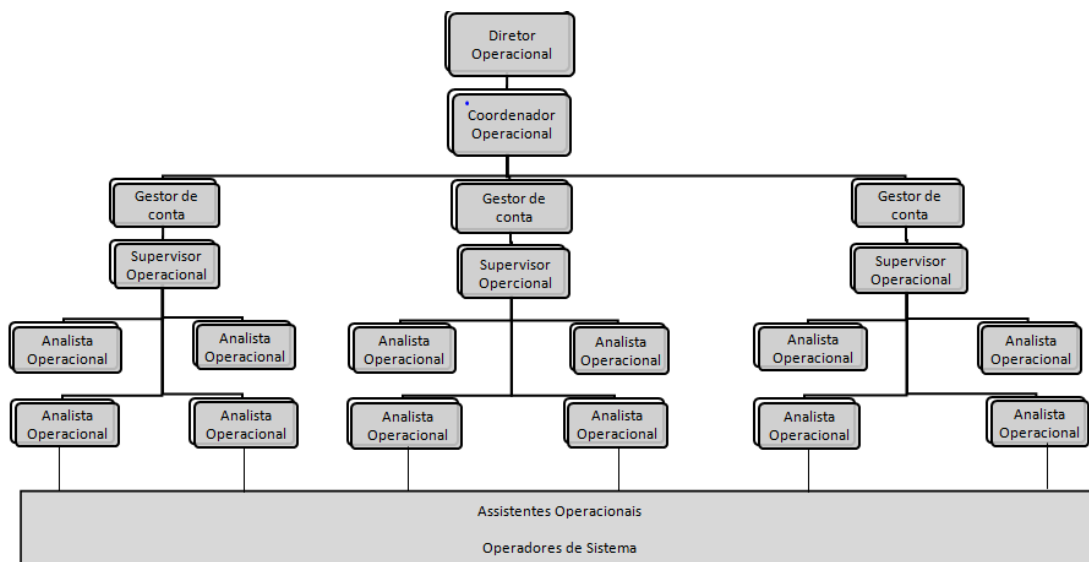 Diretor
Operacional
Coordenador
Operacional
Gestor de
conta
Gestor de
conta
Gestor de
conta
Supervisor
Operacional
Supervisor
Opercional
Supervisor
Operacional
Analista
Operacional
Analista
Operacional
Analista
Operacional
Analista
Operacional
Analista
Operacional
Analista
Operacional
Analista
Operacional
Analista
Operacional
Analista
Operacional
Analista
Operacional
Analista
Operacional
Analista
Operacional
Assistentes Operacionais
Operadores de Sistema